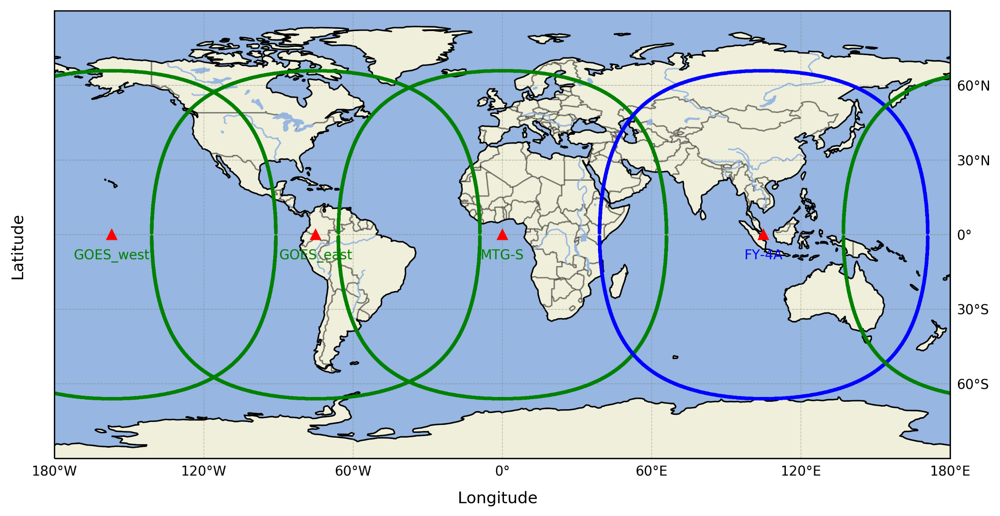 60°N
30°N
0°
30°S
60°S
Latitude
GOES_west
GOES_east
MTG-S
FY-4A
180°W
120°W
60°W
0°
60°E
120°E
180°E
Longitude